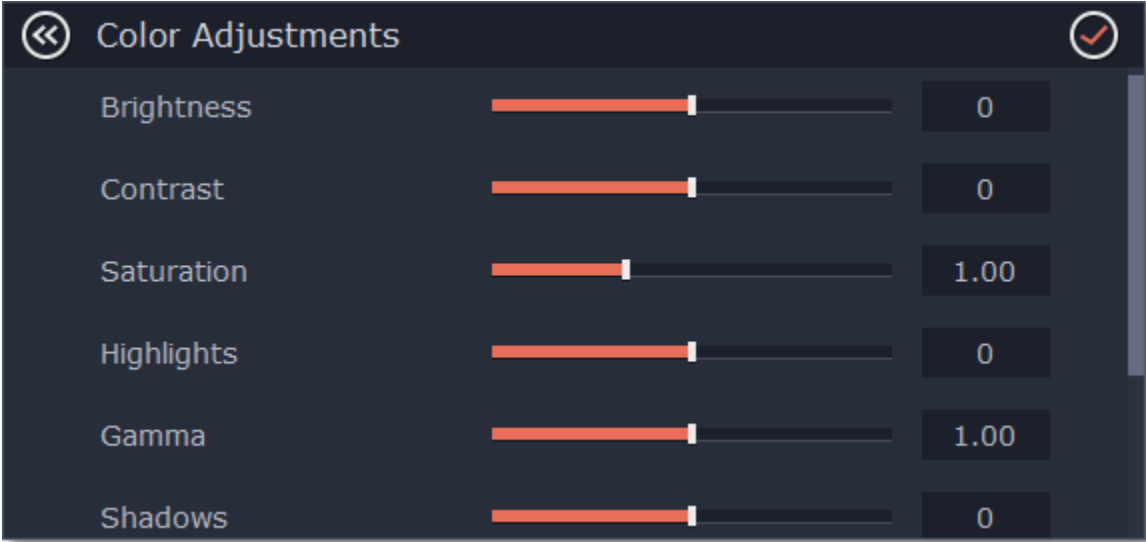 Color Adjustments
Brightness 0
Contrast 0
Saturation 1.00
Highlights 0
Gamma 1.00
Shadows 0